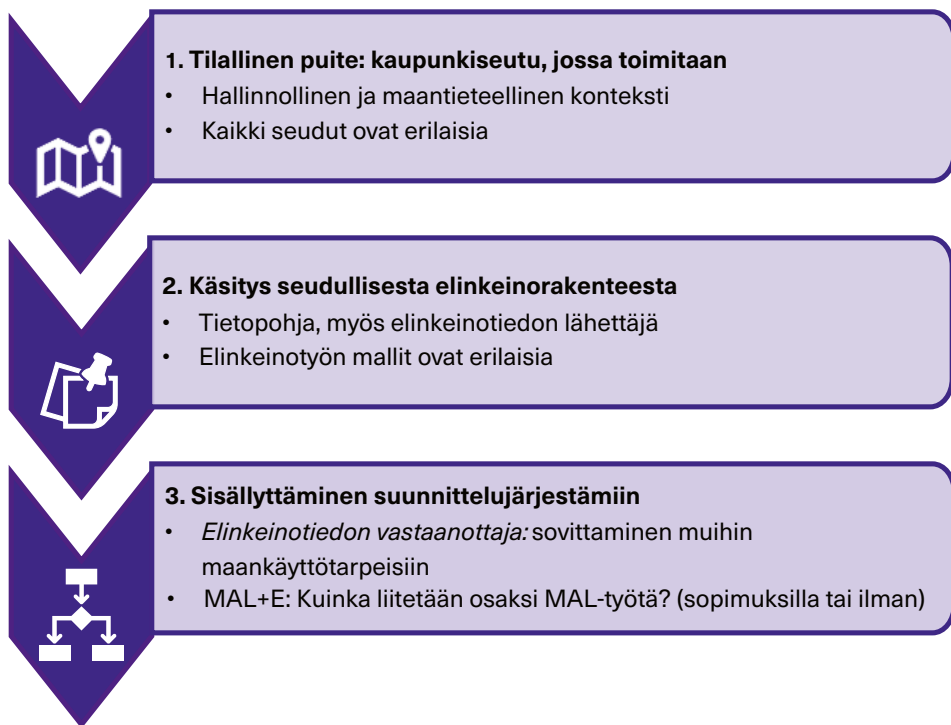 1. Tilallinen puite: kaupunkiseutu, jossa toimitaan
• Hallinnollinen ja maantieteellinen konteksti
• Kaikki seudut ovat erilaisia
2. Käsitys seudullisesta elinkeinorakenteesta
• Tietopohja, myös elinkeinotiedon lähettäjä
• Elinkeinotyön mallit ovat erilaisia
3. Sisällyttäminen suunnittelujärjestämiin
• Elinkeinotiedon vastaanottaja: sovittaminen muihin
maankäyttötarpeisiin
• MAL+E: Kuinka liitetään osaksi MAL-työtä? (sopimuksilla tai ilman)